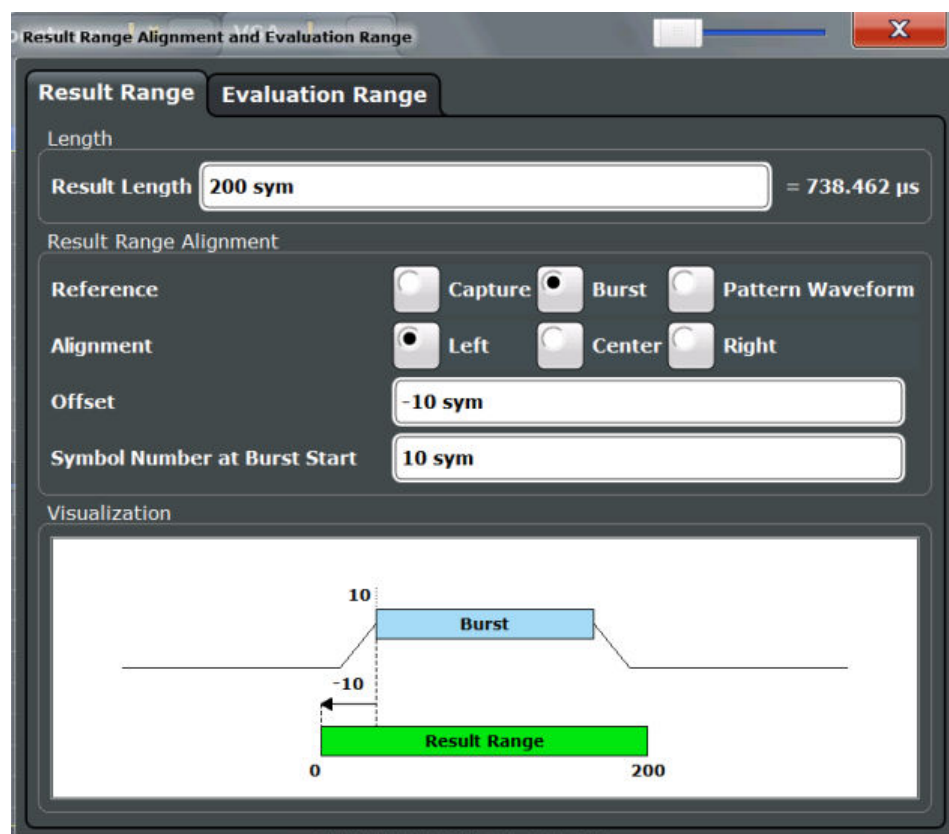 Result Range Alignment and Evaluation Range
X
Result Range Evaluation Range
Length
Result Length 200 sym = 738.462 µs
Result Range Alignment
Reference Capture Burst Pattern Waveform
Alignment Left Center Right
Offset -10 sym
Symbol Number at Burst Start 10 sym
Visualization
10
Burst
-10
Result Range
0 200